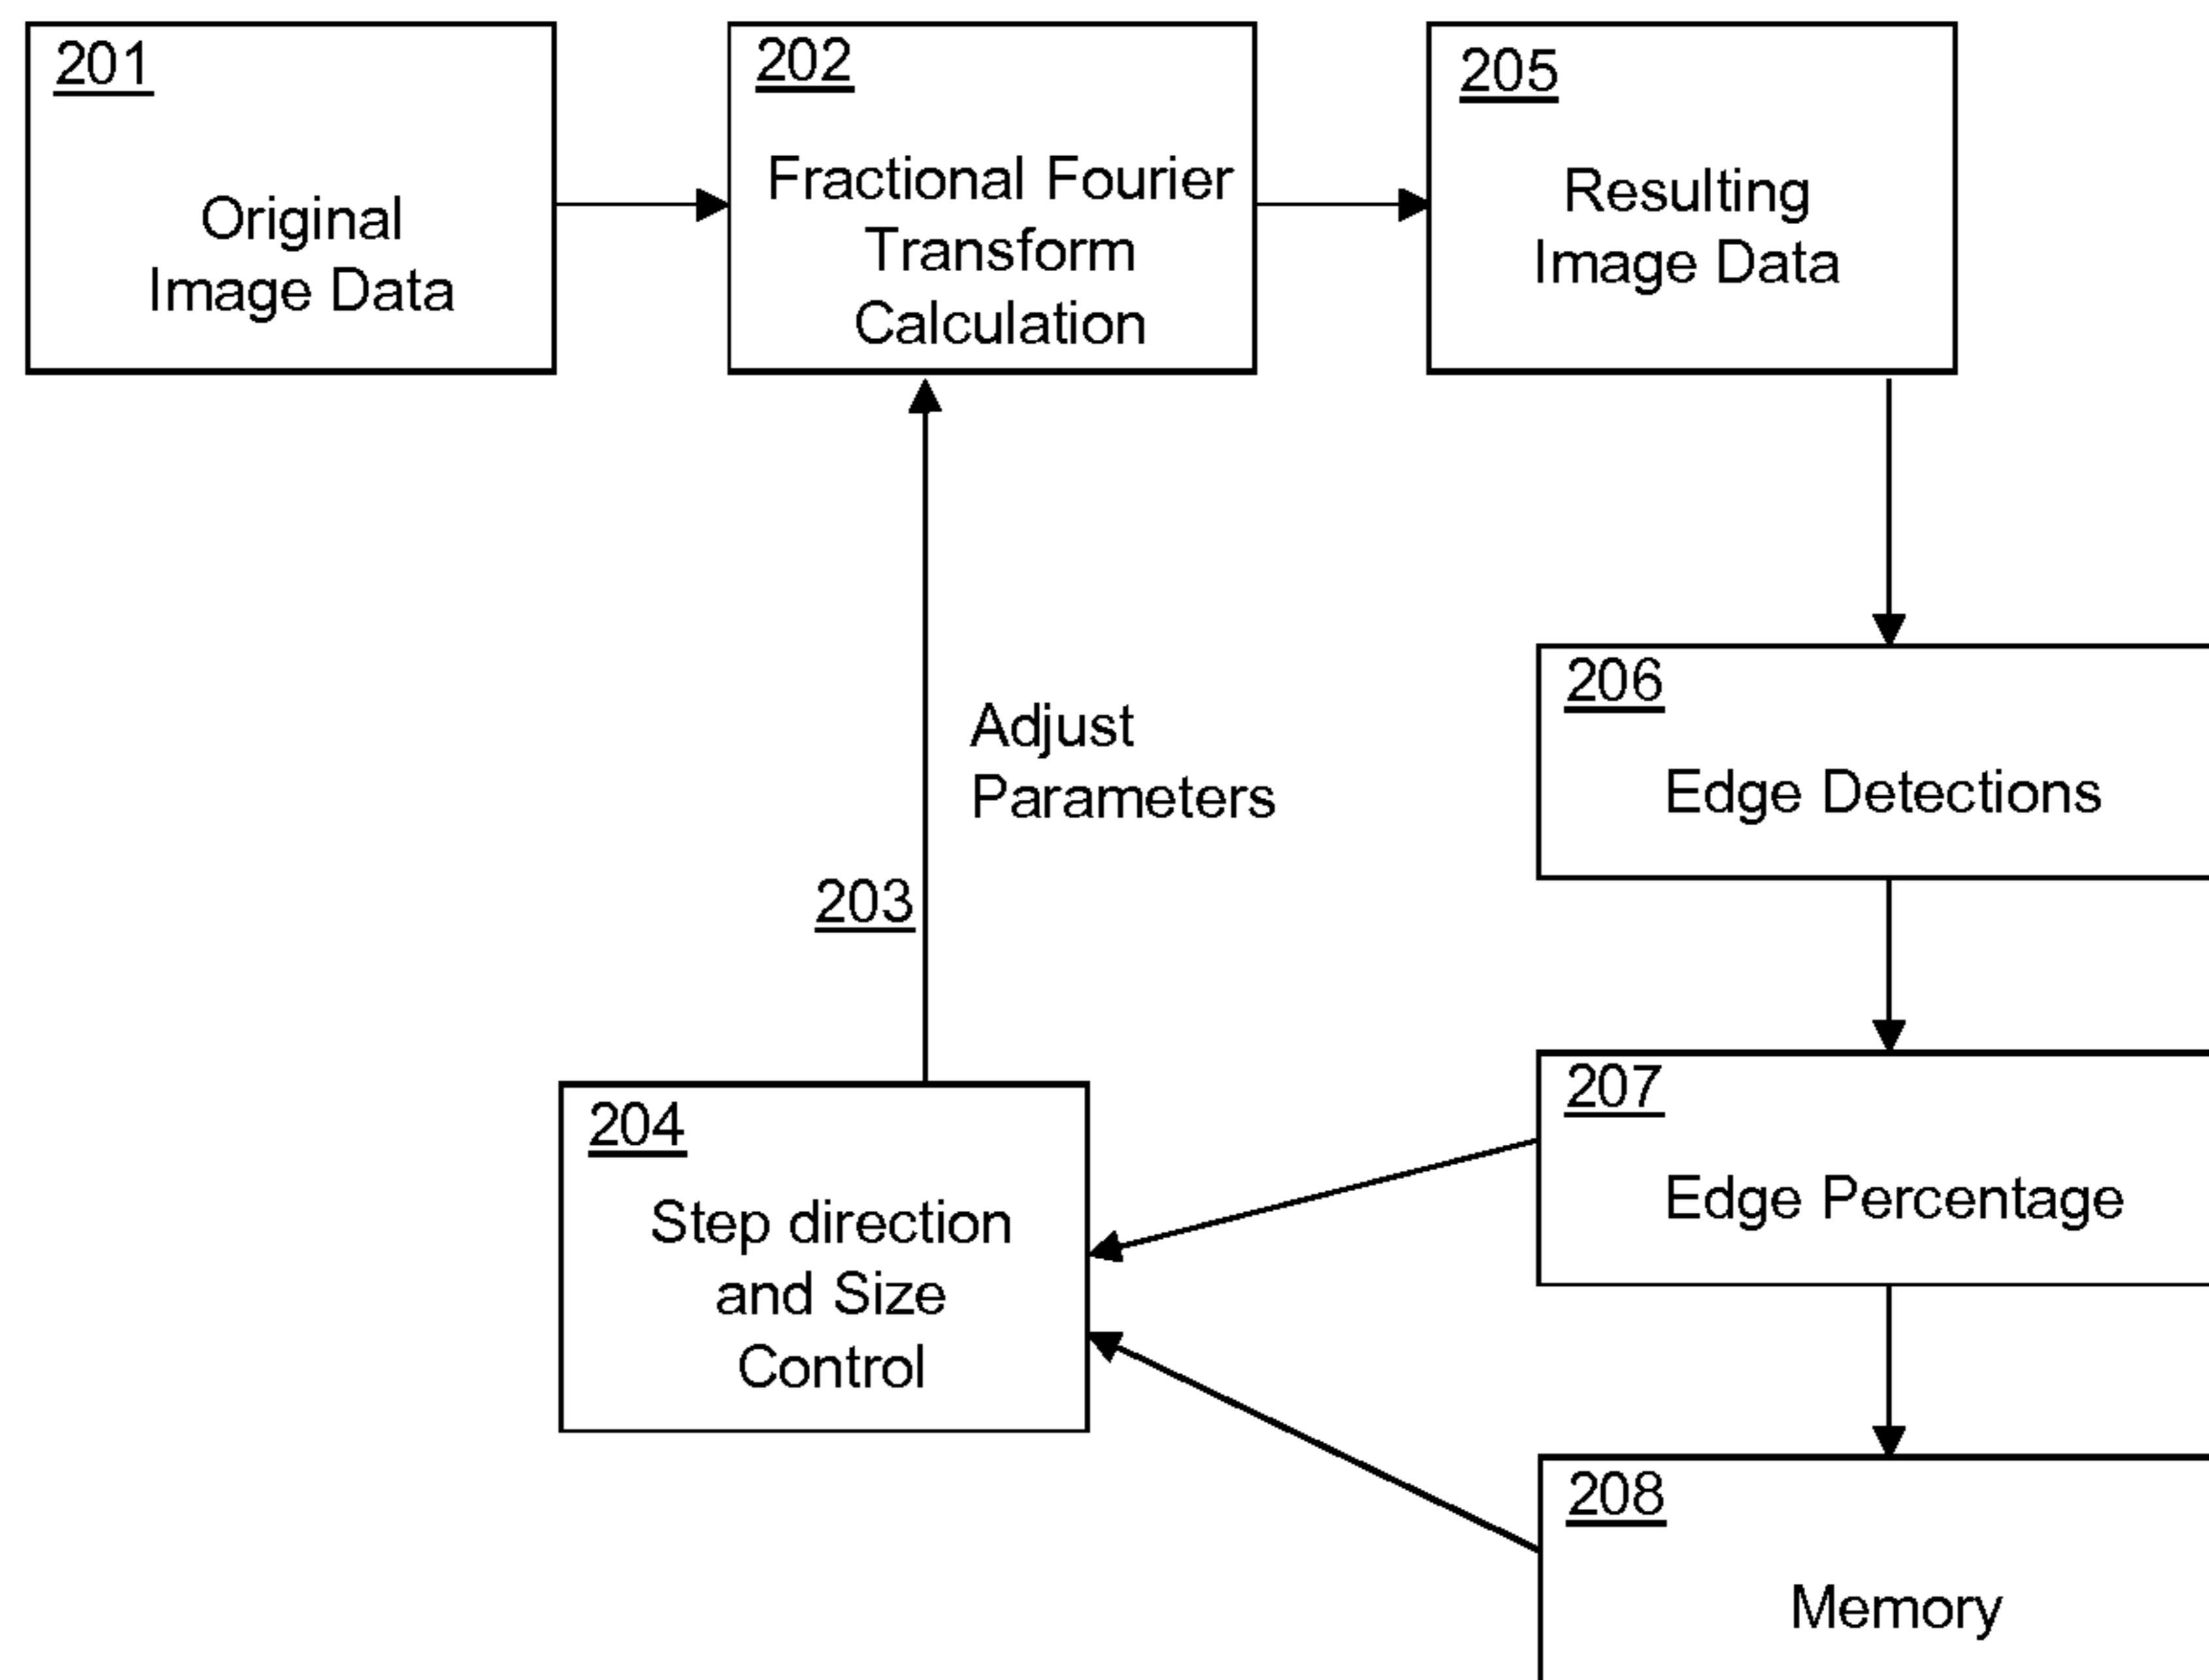 201
Original
Image Data
202
Fractional Fourier
Transform
Calculation
205
Resulting
Image Data
206
Edge Detections
Adjust
Parameters
203
207
Edge Percentage
204
Step direction
and Size
Control
208
Memory